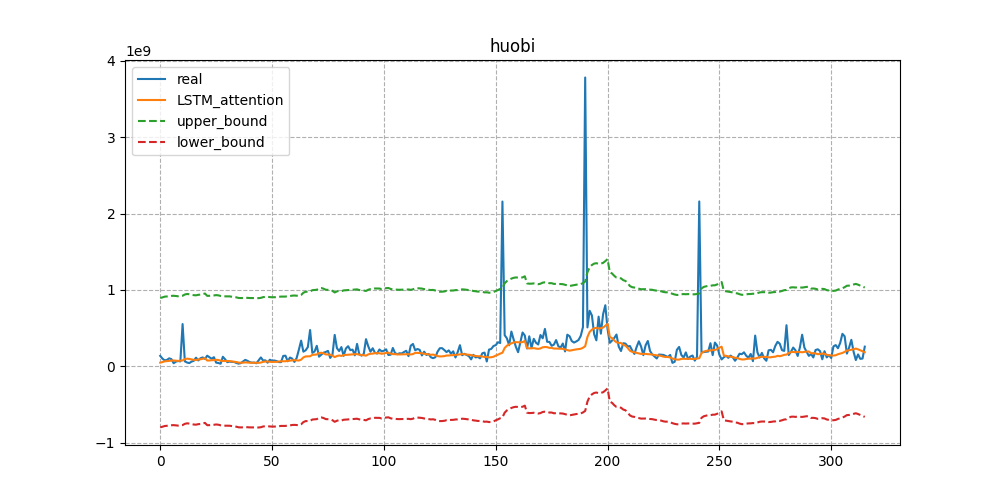 huobi
1e9
4
3
2
1
0
−1
real
LSTM_attention
upper_bound
lower_bound
0 50 100 150 200 250 300